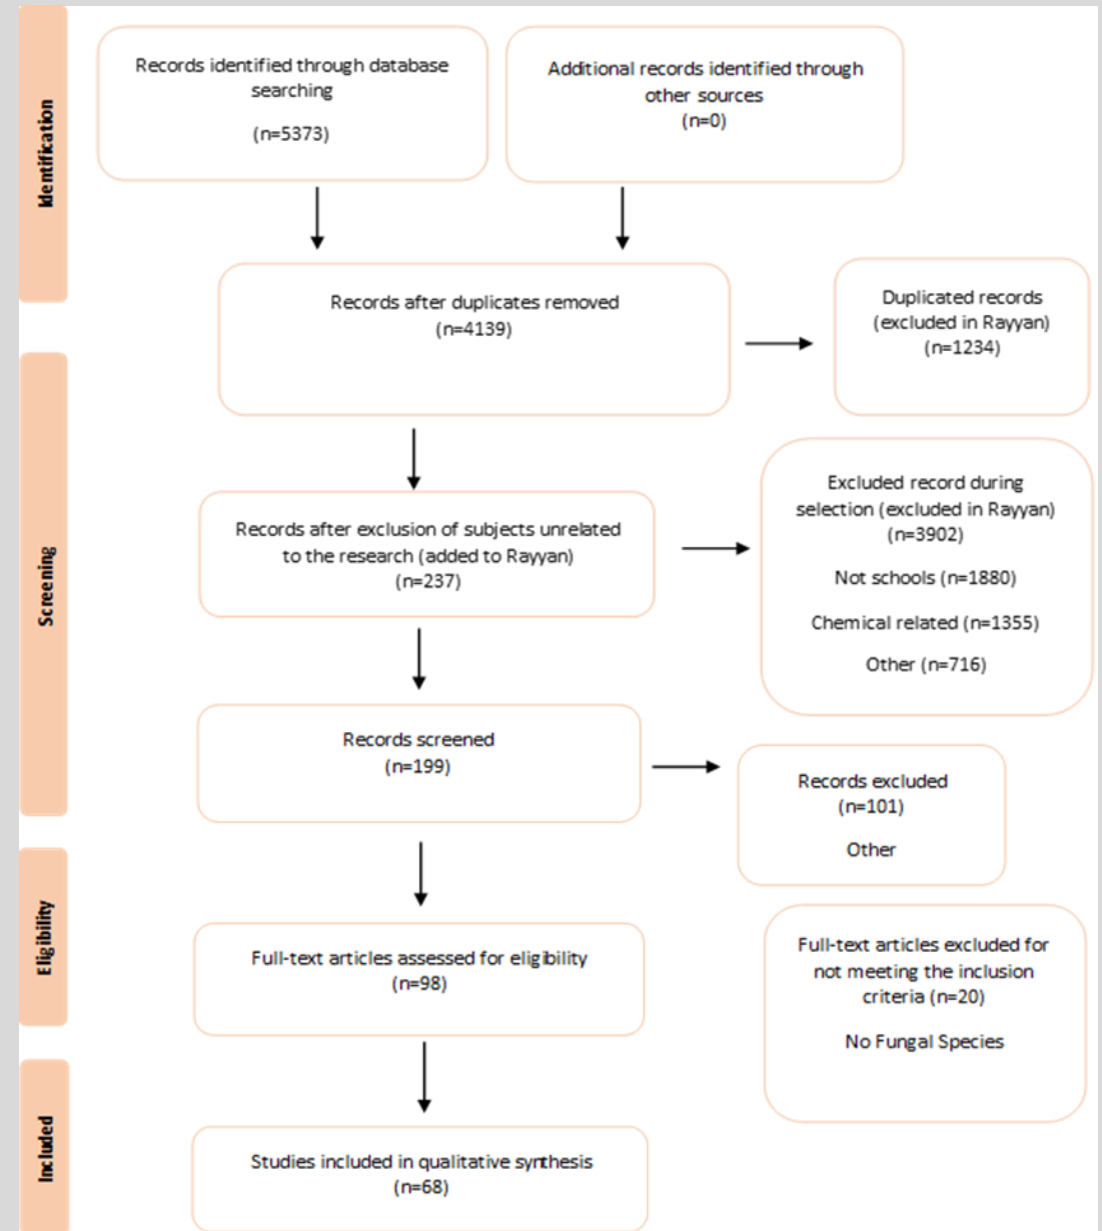 Identification
Records identified through database
searching
(n=5373)
Additional records identified through
other sources
(n=0)
Records after duplicates removed
(n=4139)
Duplicated records
(excluded in Rayyan)
(n=1234)
Screening
Records after exclusion of subjects unrelated
to the research (added to Rayyan)
(n=237)
Excluded record during
selection (excluded in Rayyan)
(n=3902)
Not schools (n=1880)
Chemical related (n=1355)
Other (n=716)
Records screened
(n=199)
Records excluded
(n=101)
Other
Eligibility
Full-text articles assessed for eligibility
(n=98)
Full-text articles excluded for
not meeting the inclusion
criteria (n=20)
No Fungal Species
Included
Studies included in qualitative synthesis
(n=68)